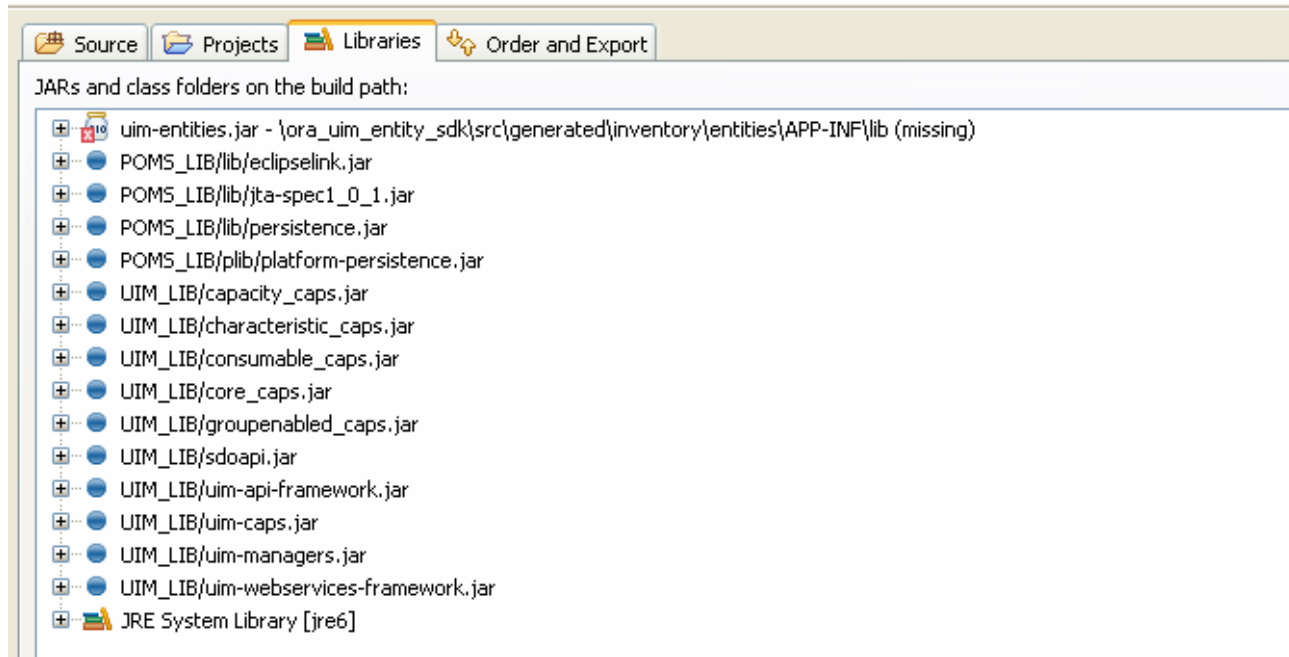 Source Projects Libraries Order and Export
JARs and class folders on the build path:
uim-entities.jar - \ora_uim_entity_sdk\src\generated\inventory\entities\APP-INF\lib (missing)
POMS_LIB/lib/eclipselink.jar
POMS_LIB/lib/jta-spec1_0_1.jar
POMS_LIB/lib/persistence.jar
POMS_LIB/plib/platform-persistence.jar
UIM_LIB/capacity_caps.jar
UIM_LIB/characteristic_caps.jar
UIM_LIB/consumable_caps.jar
UIM_LIB/core_caps.jar
UIM_LIB/groupenabled_caps.jar
UIM_LIB/sdoapi.jar
UIM_LIB/uim-api-framework.jar
UIM_LIB/uim-caps.jar
UIM_LIB/uim-managers.jar
UIM_LIB/uim-webservices-framework.jar
JRE System Library [jre6]